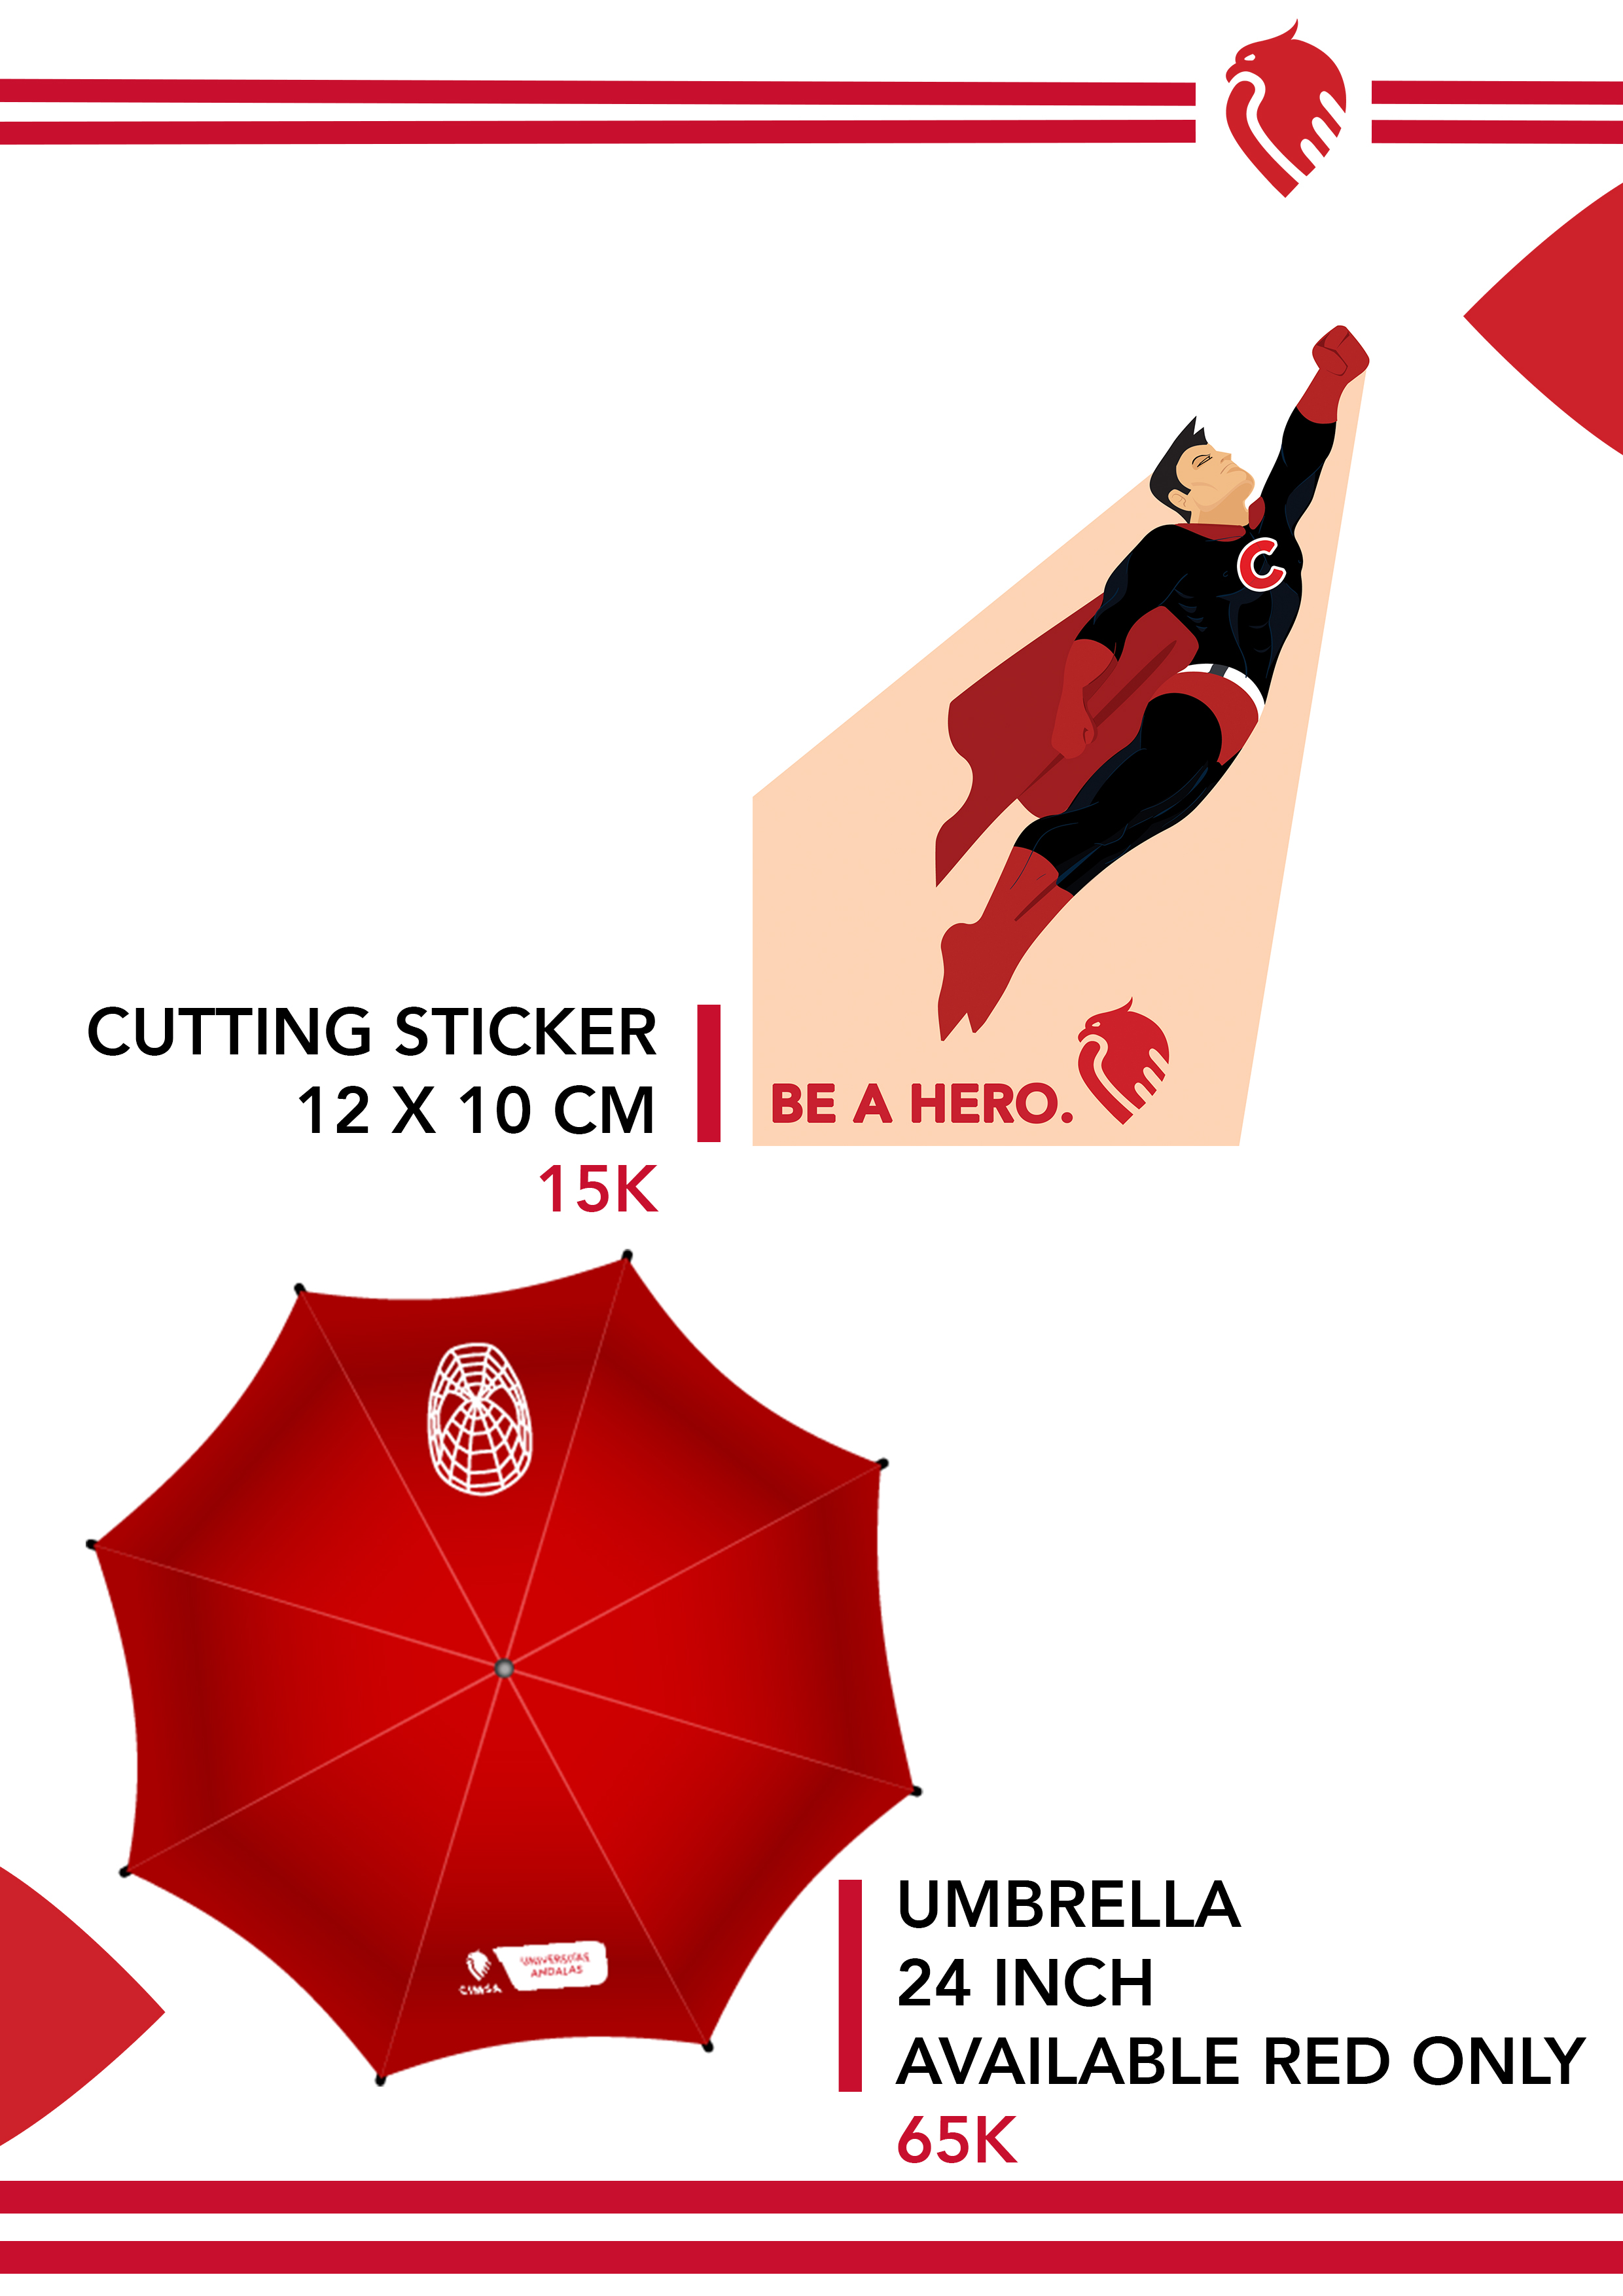 C
BE A HERO.
CUTTING STICKER
12 X 10 CM
15K
CIMSA
UNIVERSITAS
ANDALAS
UMBRELLA
24 INCH
AVAILABLE RED ONLY
65K